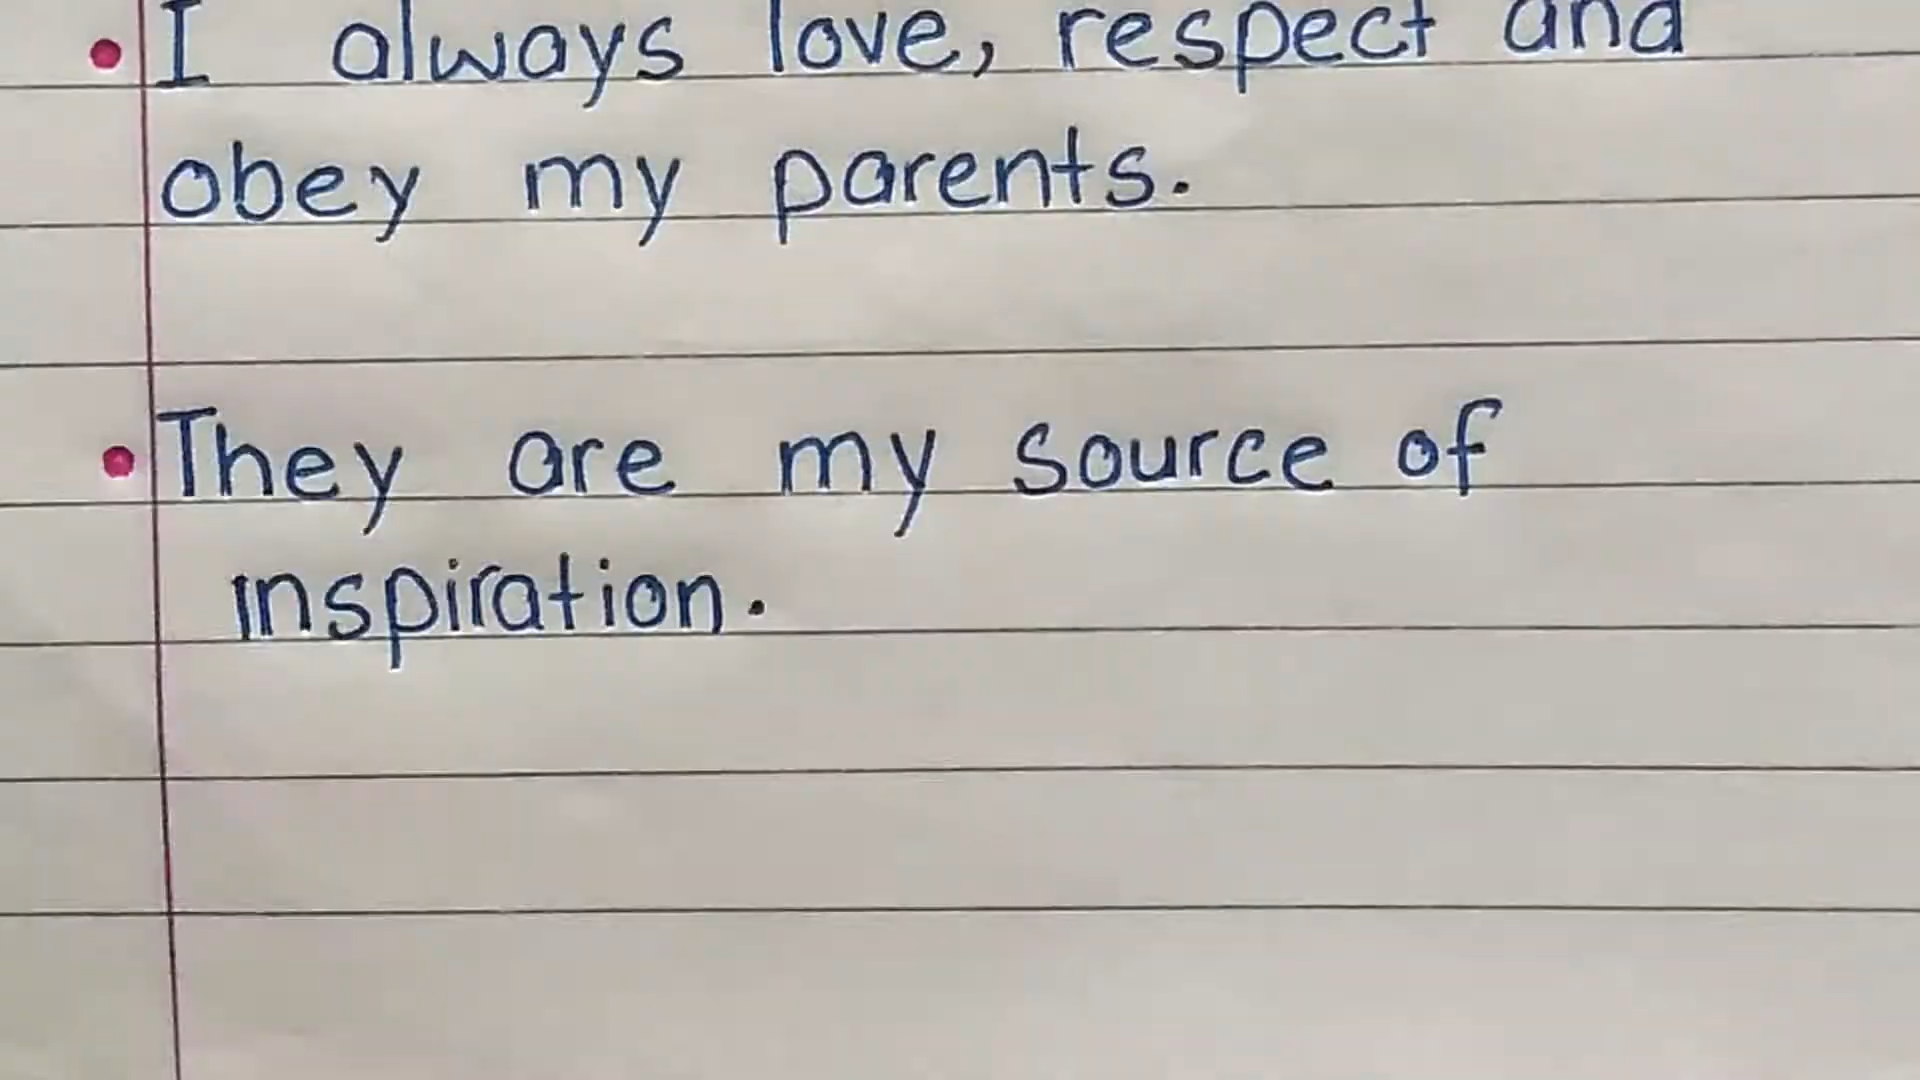 • I always love, respect and
obey my parents.
• They are my source of
inspiration.